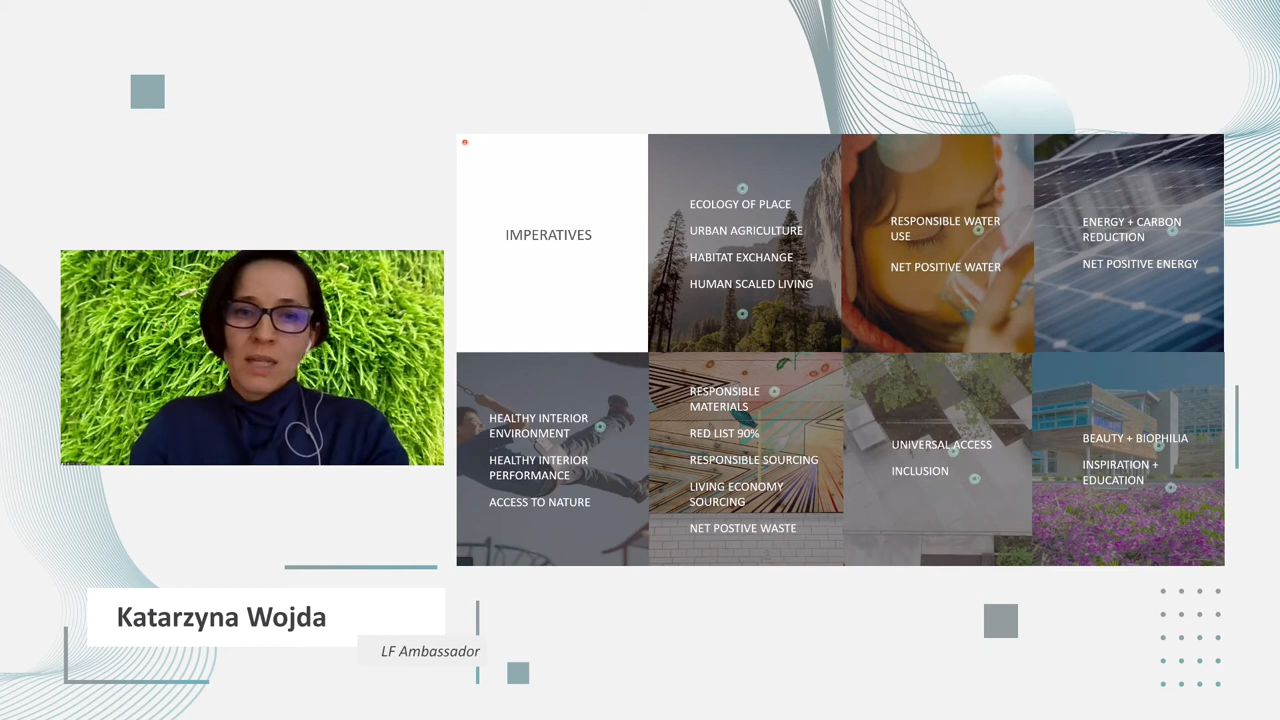 IMPERATIVES
ECOLOGY OF PLACE
URBAN AGRICULTURE
HABITAT EXCHANGE
HUMAN SCALED LIVING
RESPONSIBLE WATER
USE
NET POSITIVE WATER
ENERGY + CARBON
REDUCTION
NET POSITIVE ENERGY
HEALTHY INTERIOR
ENVIRONMENT
HEALTHY INTERIOR
PERFORMANCE
ACCESS TO NATURE
RESPONSIBLE
MATERIALS
RED LIST 90%
RESPONSIBLE SOURCING
LIVING ECONOMY
SOURCING
NET POSTIVE WASTE
UNIVERSAL ACCESS
INCLUSION
BEAUTY + BIOPHILIA
INSPIRATION +
EDUCATION
Katarzyna Wojda
LF Ambassador